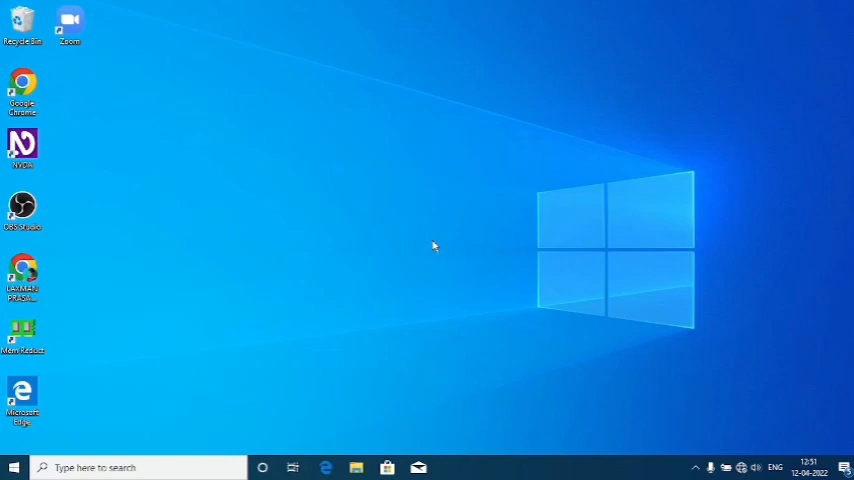 Recycle Bin
Zoom
Google
Chrome
NVDA
OBS Studio
LAXMAN
PRASA...
Mem Reduct
Microsoft
Edge
Type here to search
ENG
12:51
12-04-2022